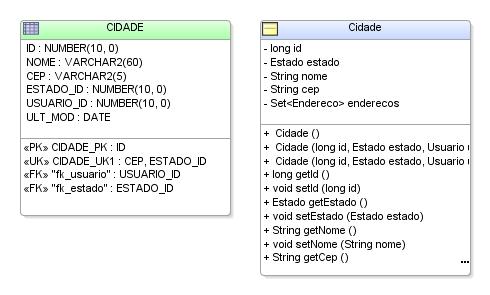 CIDADE
ID : NUMBER(10, 0)
NOME : VARCHAR2(60)
CEP : VARCHAR2(5)
ESTADO_ID : NUMBER(10, 0)
USUARIO_ID : NUMBER(10, 0)
ULT_MOD : DATE
«PK» CIDADE_PK : ID
«UK» CIDADE_UK1 : CEP, ESTADO_ID
«FK» "fk_usuario" : USUARIO_ID
«FK» "fk_estado" : ESTADO_ID
Cidade
- long id
- Estado estado
- String nome
- String cep
- Set<Endereco> enderecos
+ Cidade ()
+ Cidade (long id, Estado estado, Usuario
+ Cidade (long id, Estado estado, Usuario
+ long getId ()
+ void setId (long id)
+ Estado getEstado ()
+ void setEstado (Estado estado)
+ String getNome ()
+ void setNome (String nome)
+ String getCep ()
...